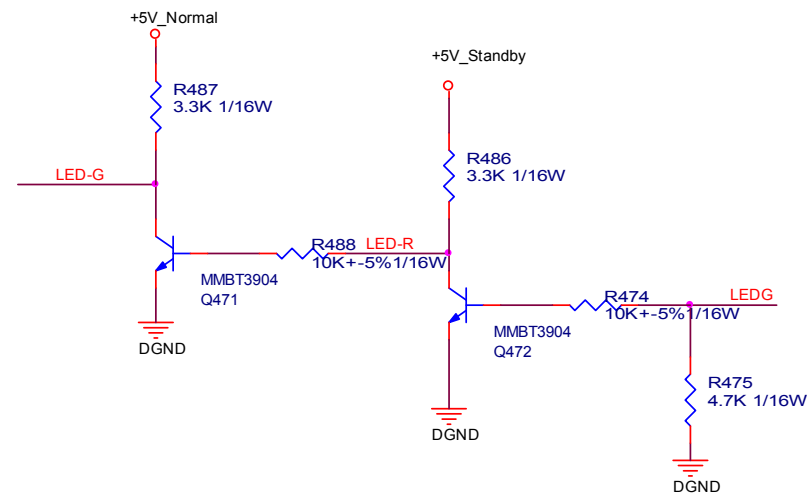 +5V_Normal
R487
3.3K 1/16W
LED-G
MMBT3904
Q471
DGND
R488
10K+-5%1/16W
LED-R
+5V_Standby
R486
3.3K 1/16W
MMBT3904
Q472
DGND
R474
10K+-5%1/16W
LEDG
R475
4.7K 1/16W
DGND